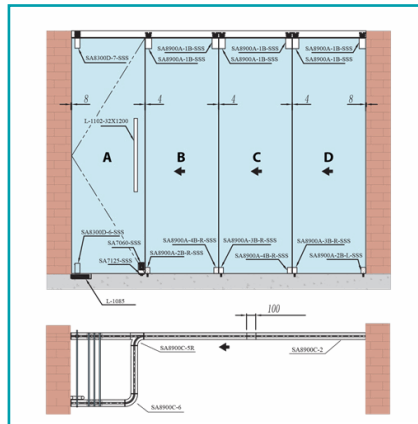 SA8300D-7-SSS
SA8900A-1B-SSS
SA8900A-1B-SSS
SA8900A-1B-SSS
SA8900A-1B-SSS
SA8900A-1B-SSS
SA8900A-1B-SSS
8
4
4
4
8
L-1102-32X1200
A
B
C
D
SA8300D-6-SSS
SA7060-SSS
SA7125-SSS
SA8900A-4B-R-SSS
SA8900A-2B-R-SSS
SA8900A-3B-R-SSS
SA8900A-4B-R-SSS
SA8900A-3B-R-SSS
SA8900A-2B-L-SSS
L-1085
100
SA8900C-5R
SA8900C-2
SA8900C-6